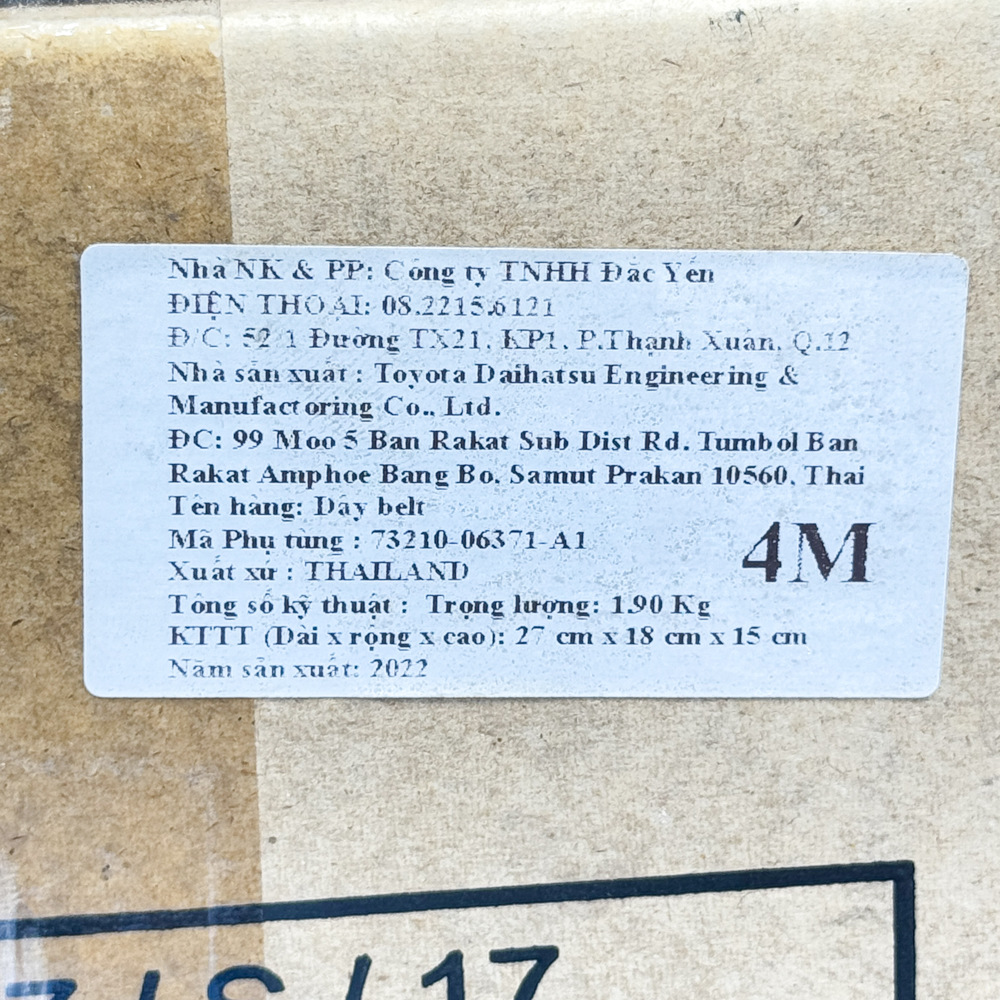 Nhà NK & PP: Công ty TNHH Đắc Yến
ĐIỆN THOẠI: 08.2215.6121
Đ/C: 52/1 Đường TX21, KP1, P.Thạnh Xuân, Q.12
Nhà sản xuất : Toyota Daihatsu Engineering &
Manufactoring Co., Ltd.
ĐC: 99 Moo 5 Ban Rakat Sub Dist Rd. Tumbol Ban
Rakat Amphoe Bang Bo. Samut Prakan 10560. Thai
Tên hàng: Dây belt
Mã Phụ tùng : 73210-06371-A1
4M
Xuất xứ : THAILAND
Tông số kỹ thuật : Trọng lượng: 1.90 Kg
KTTT (Dài x rộng x cao): 27 cm x 18 cm x 15 cm
Năm sản xuất: 2022
/ S / 17